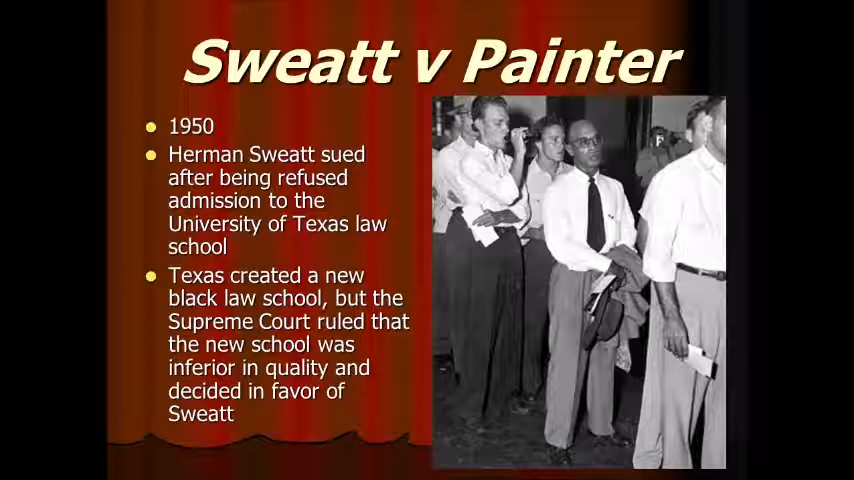 Sweatt v Painter
1950
Herman Sweatt sued
after being refused
admission to the
University of Texas law
school
Texas created a new
black law school, but the
Supreme Court ruled that
the new school was
inferior in quality and
decided in favor of
Sweatt